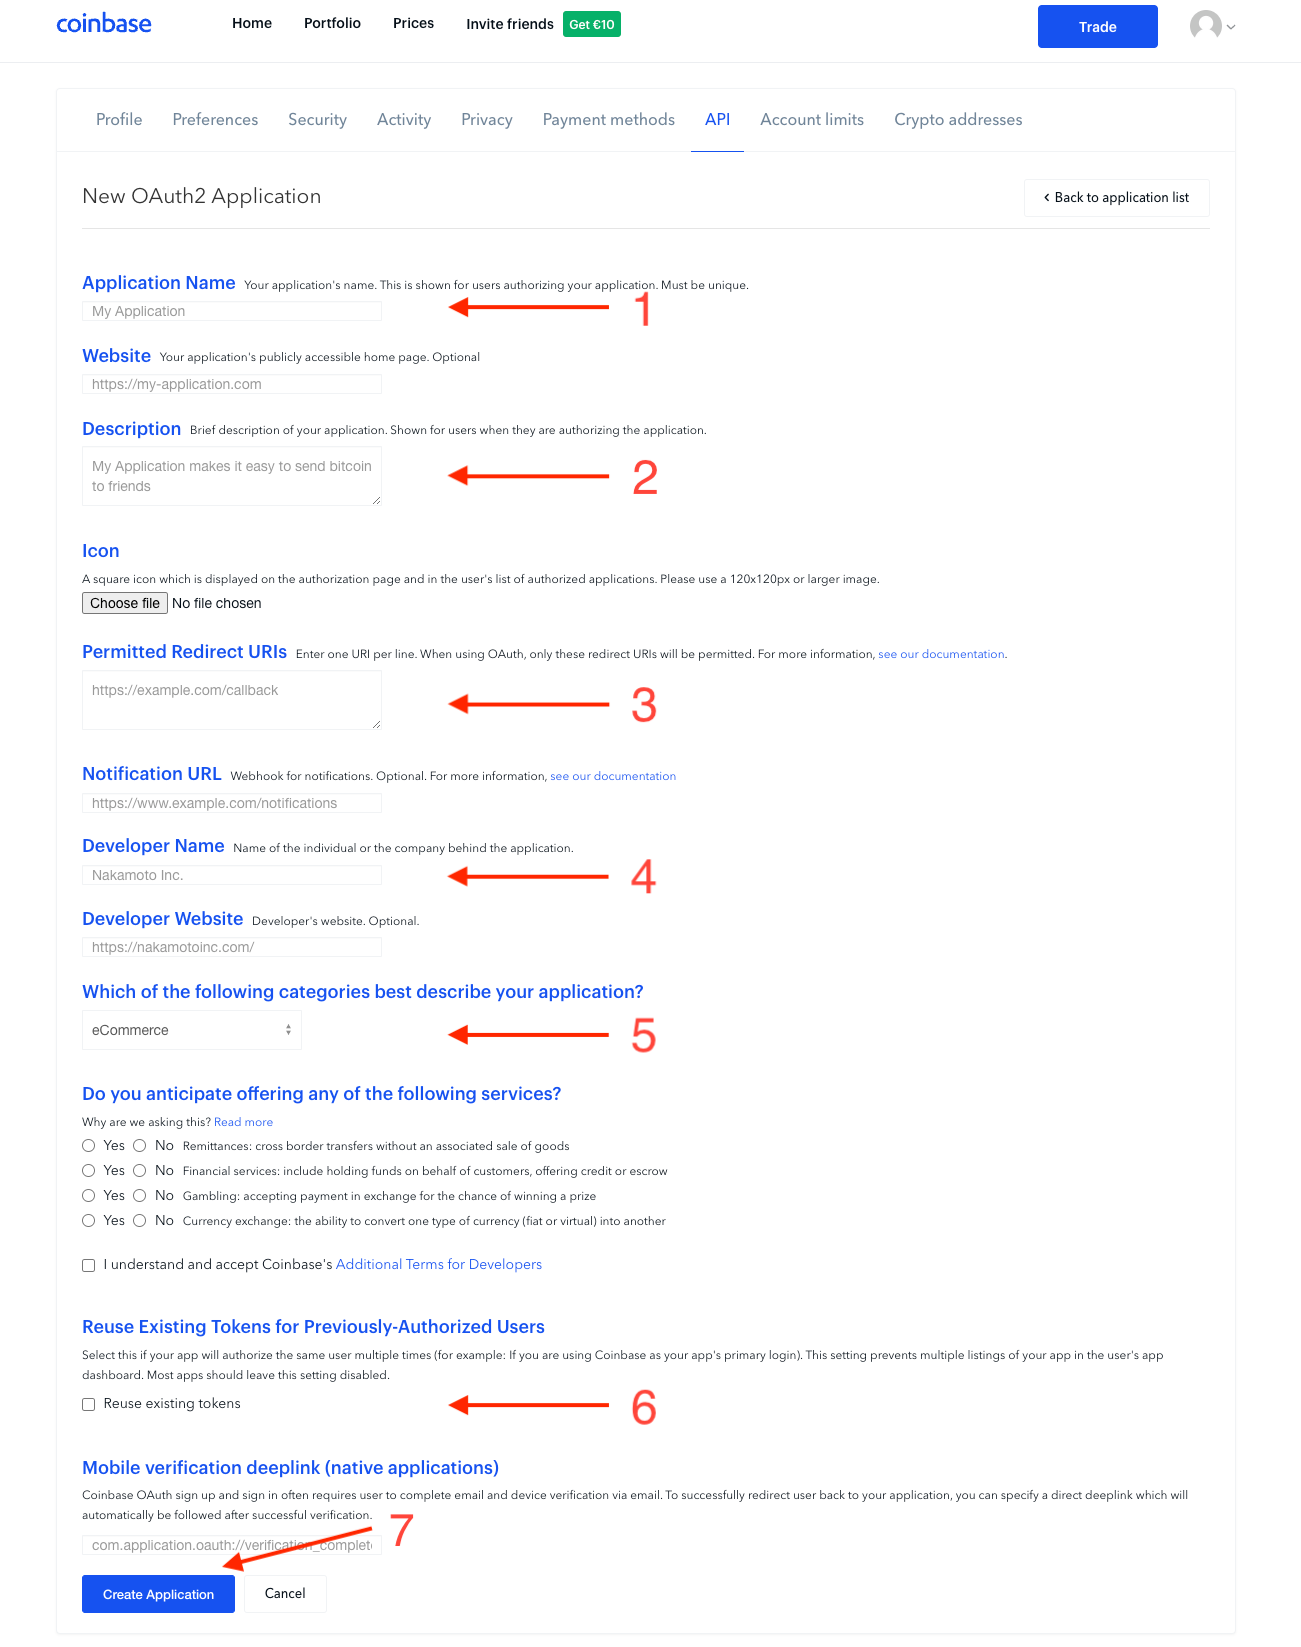 coinbase Home Portfolio Prices Invite friends Get €10 Trade
Profile Preferences Security Activity Privacy Payment methods API Account limits Crypto addresses
New OAuth2 Application
‹ Back to application list
Application Name Your application's name. This is shown for users authorizing your application. Must be unique.
My Application
1
Website Your application's publicly accessible home page. Optional
https://my-application.com
Description Brief description of your application. Shown for users when they are authorizing the application.
My Application makes it easy to send bitcoin
to friends
2
Icon
A square icon which is displayed on the authorization page and in the user's list of authorized applications. Please use a 120x120px or larger image.
Choose file No file chosen
Permitted Redirect URIs Enter one URI per line. When using OAuth, only these redirect URIs will be permitted. For more information, see our documentation.
https://example.com/callback
3
Notification URL Webhook for notifications. Optional. For more information, see our documentation
https://www.example.com/notifications
Developer Name Name of the individual or the company behind the application.
Nakamoto Inc.
4
Developer Website Developer's website. Optional.
https://nakamotoinc.com/
Which of the following categories best describe your application?
eCommerce
5
Do you anticipate offering any of the following services?
Why are we asking this? Read more
Yes No Remittances: cross border transfers without an associated sale of goods
Yes No Financial services: include holding funds on behalf of customers, offering credit or escrow
Yes No Gambling: accepting payment in exchange for the chance of winning a prize
Yes No Currency exchange: the ability to convert one type of currency (fiat or virtual) into another
I understand and accept Coinbase's Additional Terms for Developers
Reuse Existing Tokens for Previously-Authorized Users
Select this if your app will authorize the same user multiple times (for example: If you are using Coinbase as your app's primary login). This setting prevents multiple listings of your app in the user's app
dashboard. Most apps should leave this setting disabled.
Reuse existing tokens
6
Mobile verification deeplink (native applications)
Coinbase OAuth sign up and sign in often requires user to complete email and device verification via email. To successfully redirect user back to your application, you can specify a direct deeplink which will
automatically be followed after successful verification.
7
com.application.oauth://verification_complete
Create Application Cancel